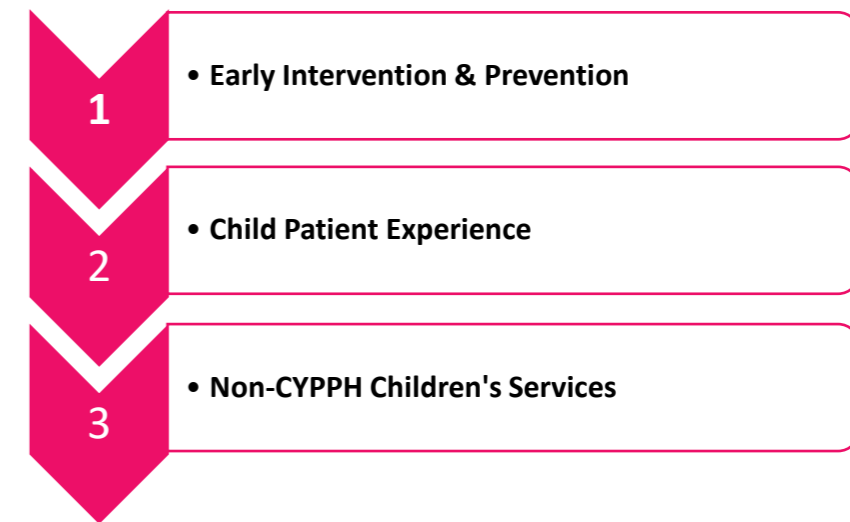 1
• Early Intervention & Prevention
2
• Child Patient Experience
3
• Non-CYPPH Children's Services